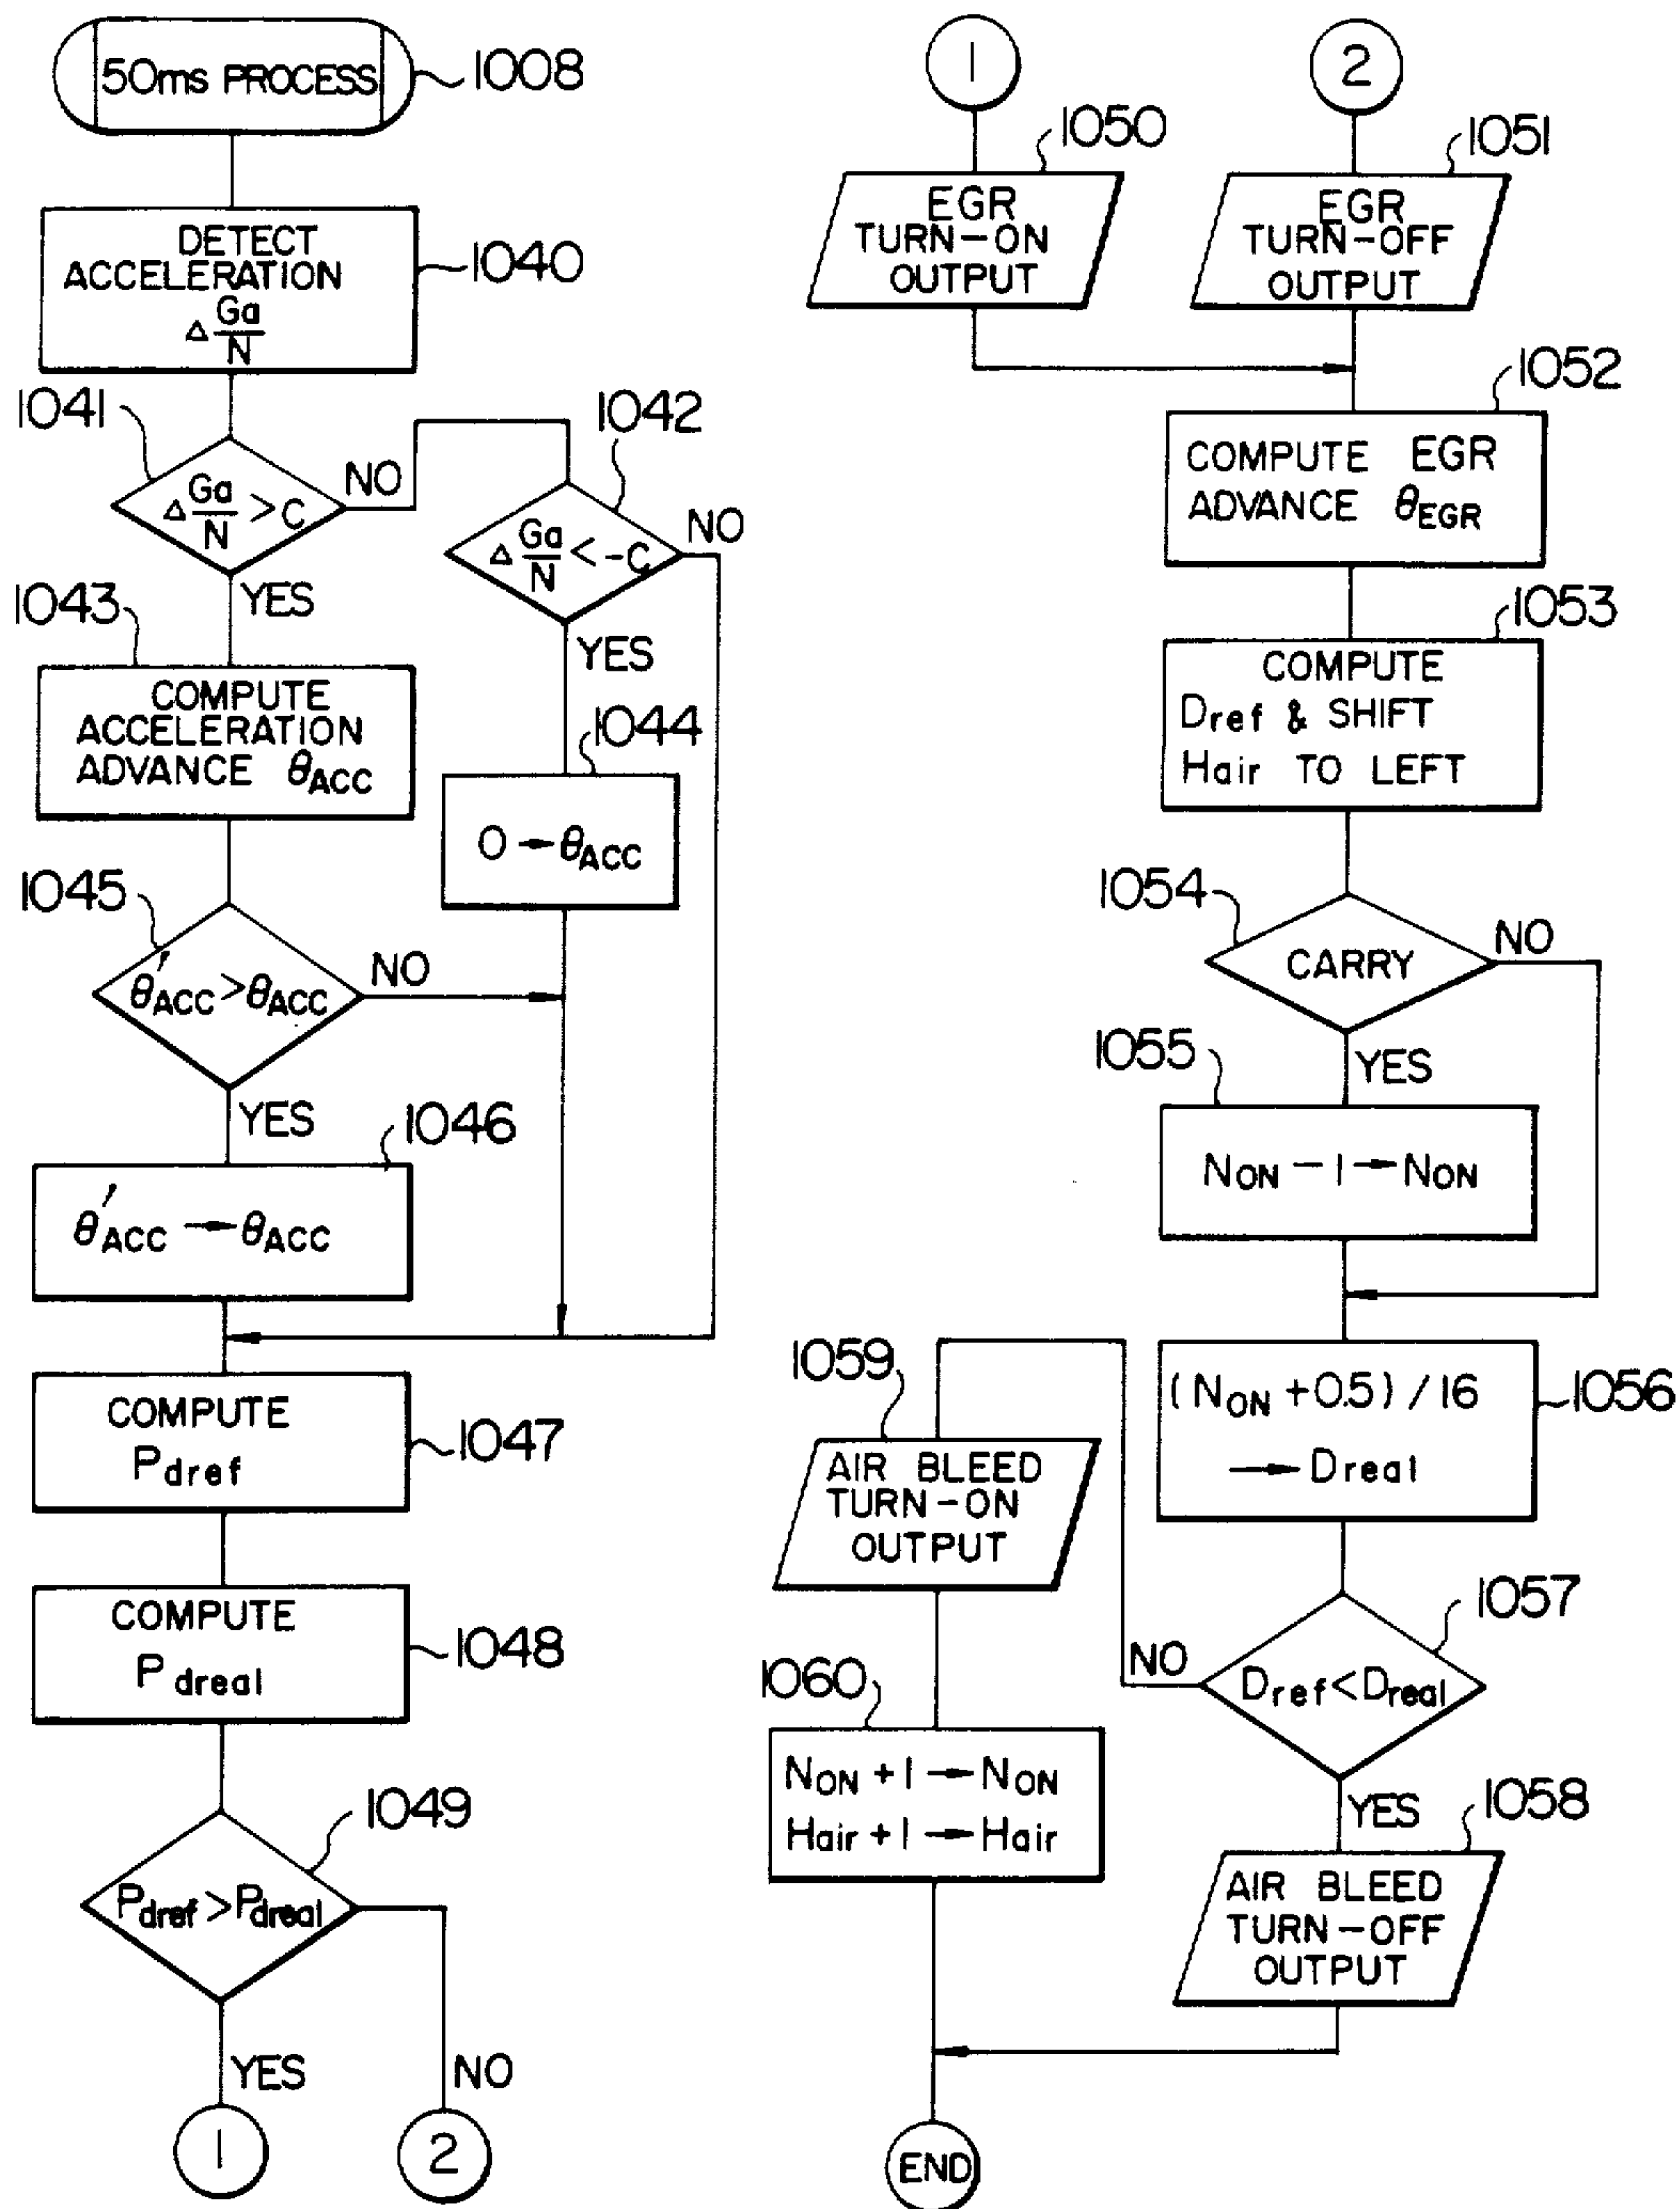 50ms PROCESS
1008
DETECT
ACCELERATION
Δ Ga/N
1040
1041
Δ Ga/N > C
NO
YES
1042
Δ Ga/N < -C
NO
YES
1043
COMPUTE
ACCELERATION
ADVANCE θACC
1044
0 → θACC
1045
θ'ACC > θACC
NO
YES
1046
θ'ACC → θACC
COMPUTE
Pdref
1047
COMPUTE
Pdreal
1048
1049
Pdref > Pdreal
YES
NO
1
2
1
2
1050
EGR
TURN-ON
OUTPUT
1051
EGR
TURN-OFF
OUTPUT
1052
COMPUTE EGR
ADVANCE θEGR
1053
COMPUTE
Dref & SHIFT
Hair TO LEFT
1054
CARRY
NO
YES
1055
NON - 1 → NON
(NON + 0.5) / 16
→ Dreal
1056
1057
Dref < Dreal
NO
YES
1058
AIR BLEED
TURN-OFF
OUTPUT
1059
AIR BLEED
TURN-ON
OUTPUT
1060
NON + 1 → NON
Hair + 1 → Hair
END